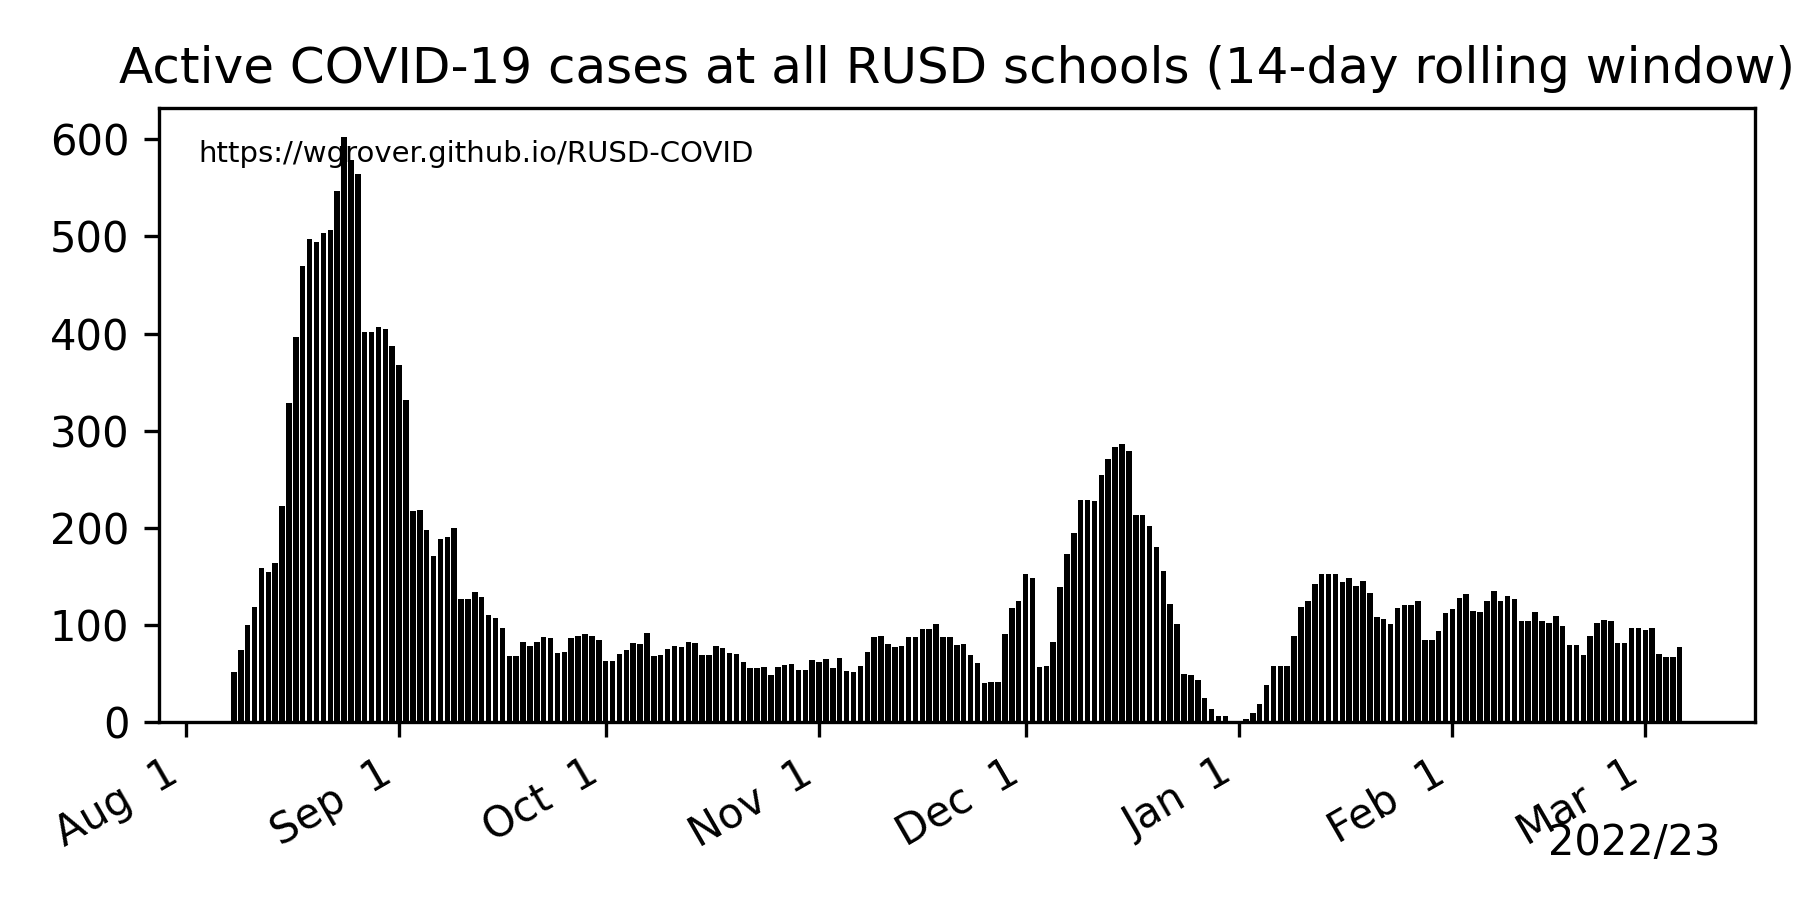 Active COVID-19 cases at all RUSD schools (14-day rolling window)
https://wgrover.github.io/RUSD-COVID
600
500
400
300
200
100
0
Aug 1
Sep 1
Oct 1
Nov 1
Dec 1
Jan 1
Feb 1
Mar 1
2022/23